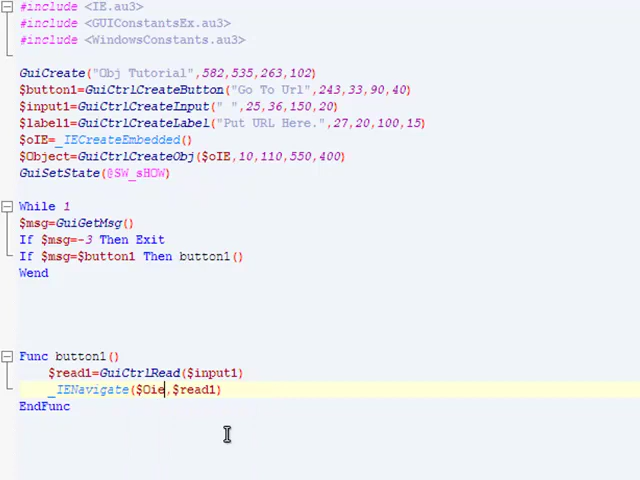 #include <IE.au3>
#include <GUIConstantsEx.au3>
#include <WindowsConstants.au3>
GuiCreate("Obj Tutorial",582,535,263,102)
$button1=GuiCtrlCreateButton("Go To Url",243,33,90,40)
$input1=GuiCtrlCreateInput(" ",25,36,150,20)
$label1=GuiCtrlCreateLabel("Put URL Here.",27,20,100,15)
$oIE=_IECreateEmbedded()
$Object=GuiCtrlCreateObj($oIE,10,110,550,400)
GuiSetState(@SW_sHOW)
While 1
$msg=GuiGetMsg()
If $msg=-3 Then Exit
If $msg=$button1 Then button1()
Wend
Func button1()
$read1=GuiCtrlRead($input1)
_IENavigate($Oie,$read1)
EndFunc